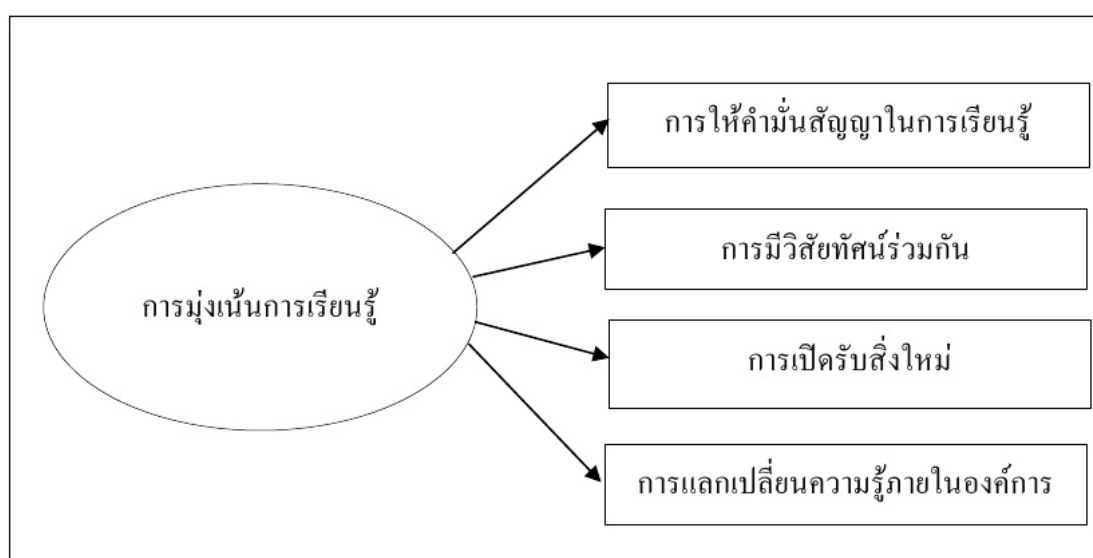 การให้คำมั่นสัญญาในการเรียนรู้
การมีวิสัยทัศน์ร่วมกัน
การมุ่งเน้นการเรียนรู้
การเปิดรับสิ่งใหม่
การแลกเปลี่ยนความรู้ภายในองค์การ